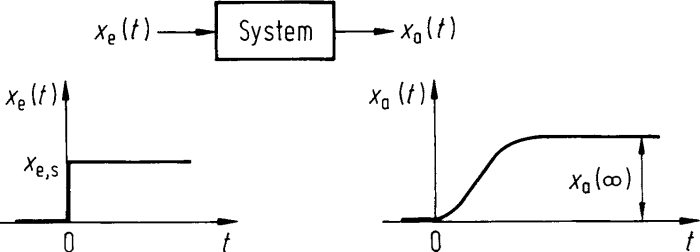 xₑ(t) System xₐ(t)
xₑ(t) xₐ(t)
xₑ,ₛ xₐ(∞)
0 t 0 t